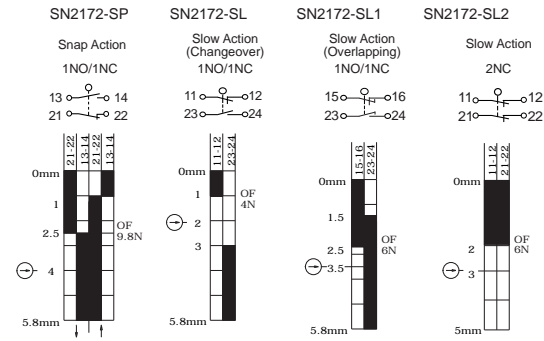 SN2172-SP
Snap Action
1NO/1NC
13 14
21 22
21-22 13-14 21-22 13-14
0mm
1
2.5
4
5.8mm
OF
9.8N
SN2172-SL
Slow Action
(Changeover)
1NO/1NC
11 12
23 24
11-12 23-24
0mm
1
2
3
5.8mm
OF
4N
SN2172-SL1
Slow Action
(Overlapping)
1NO/1NC
15 16
23 24
15-16 23-24
0mm
1.5
2.5
3.5
5.8mm
OF
6N
SN2172-SL2
Slow Action
2NC
11 12
21 22
11-12 21-22
0mm
2
3
5mm
OF
6N